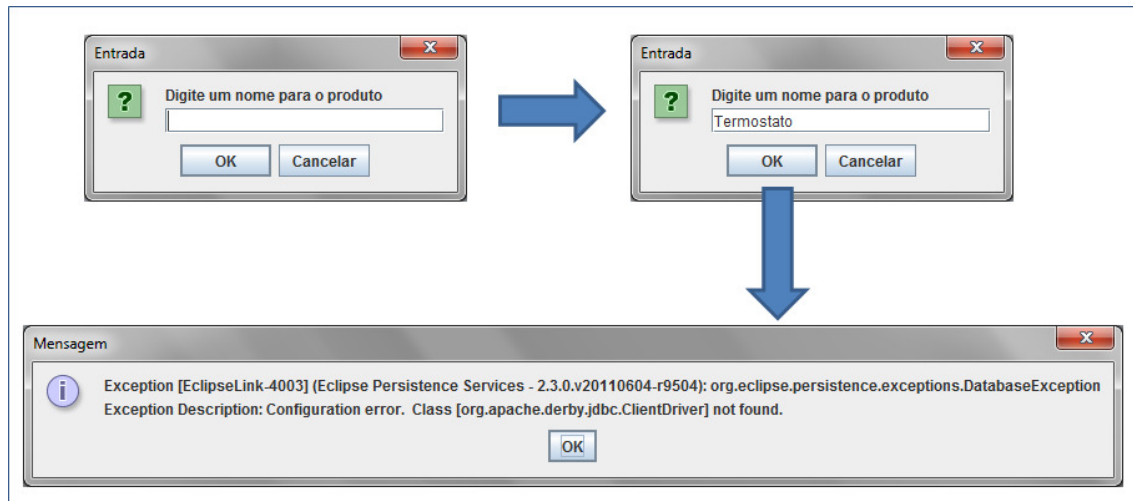 Entrada
Digite um nome para o produto
OK Cancelar
Entrada
Digite um nome para o produto
Termostato
OK Cancelar
Mensagem
Exception [EclipseLink-4003] (Eclipse Persistence Services - 2.3.0.v20110604-r9504): org.eclipse.persistence.exceptions.DatabaseException
Exception Description: Configuration error. Class [org.apache.derby.jdbc.ClientDriver] not found.
OK